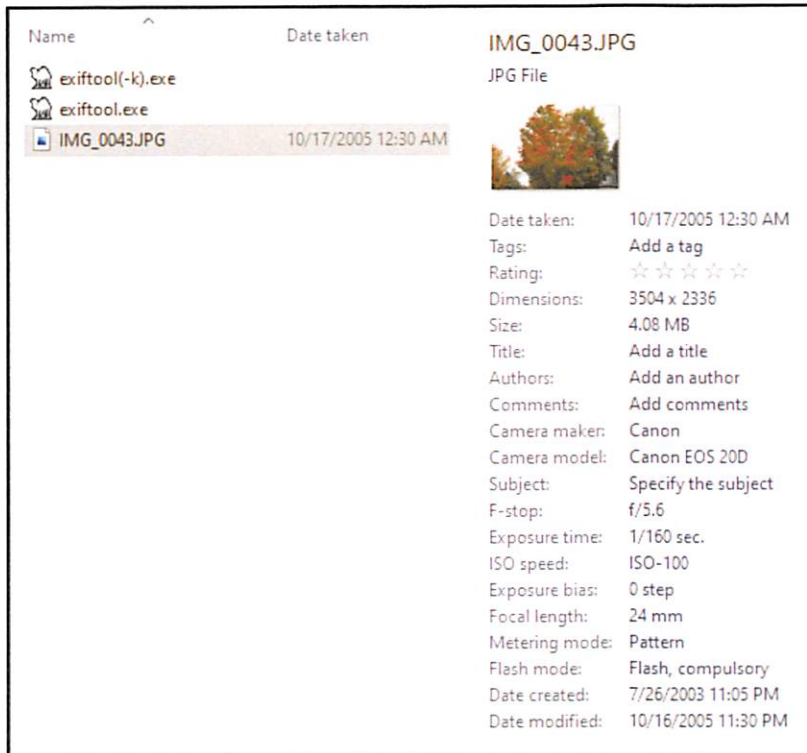 Name Date taken
exiftool(-k).exe
exiftool.exe
IMG_0043.JPG 10/17/2005 12:30 AM
IMG_0043.JPG
JPG File
Date taken: 10/17/2005 12:30 AM
Tags: Add a tag
Rating:
Dimensions: 3504 x 2336
Size: 4.08 MB
Title: Add a title
Authors: Add an author
Comments: Add comments
Camera maker: Canon
Camera model: Canon EOS 20D
Subject: Specify the subject
F-stop: f/5.6
Exposure time: 1/160 sec.
ISO speed: ISO-100
Exposure bias: 0 step
Focal length: 24 mm
Metering mode: Pattern
Flash mode: Flash, compulsory
Date created: 7/26/2003 11:05 PM
Date modified: 10/16/2005 11:30 PM